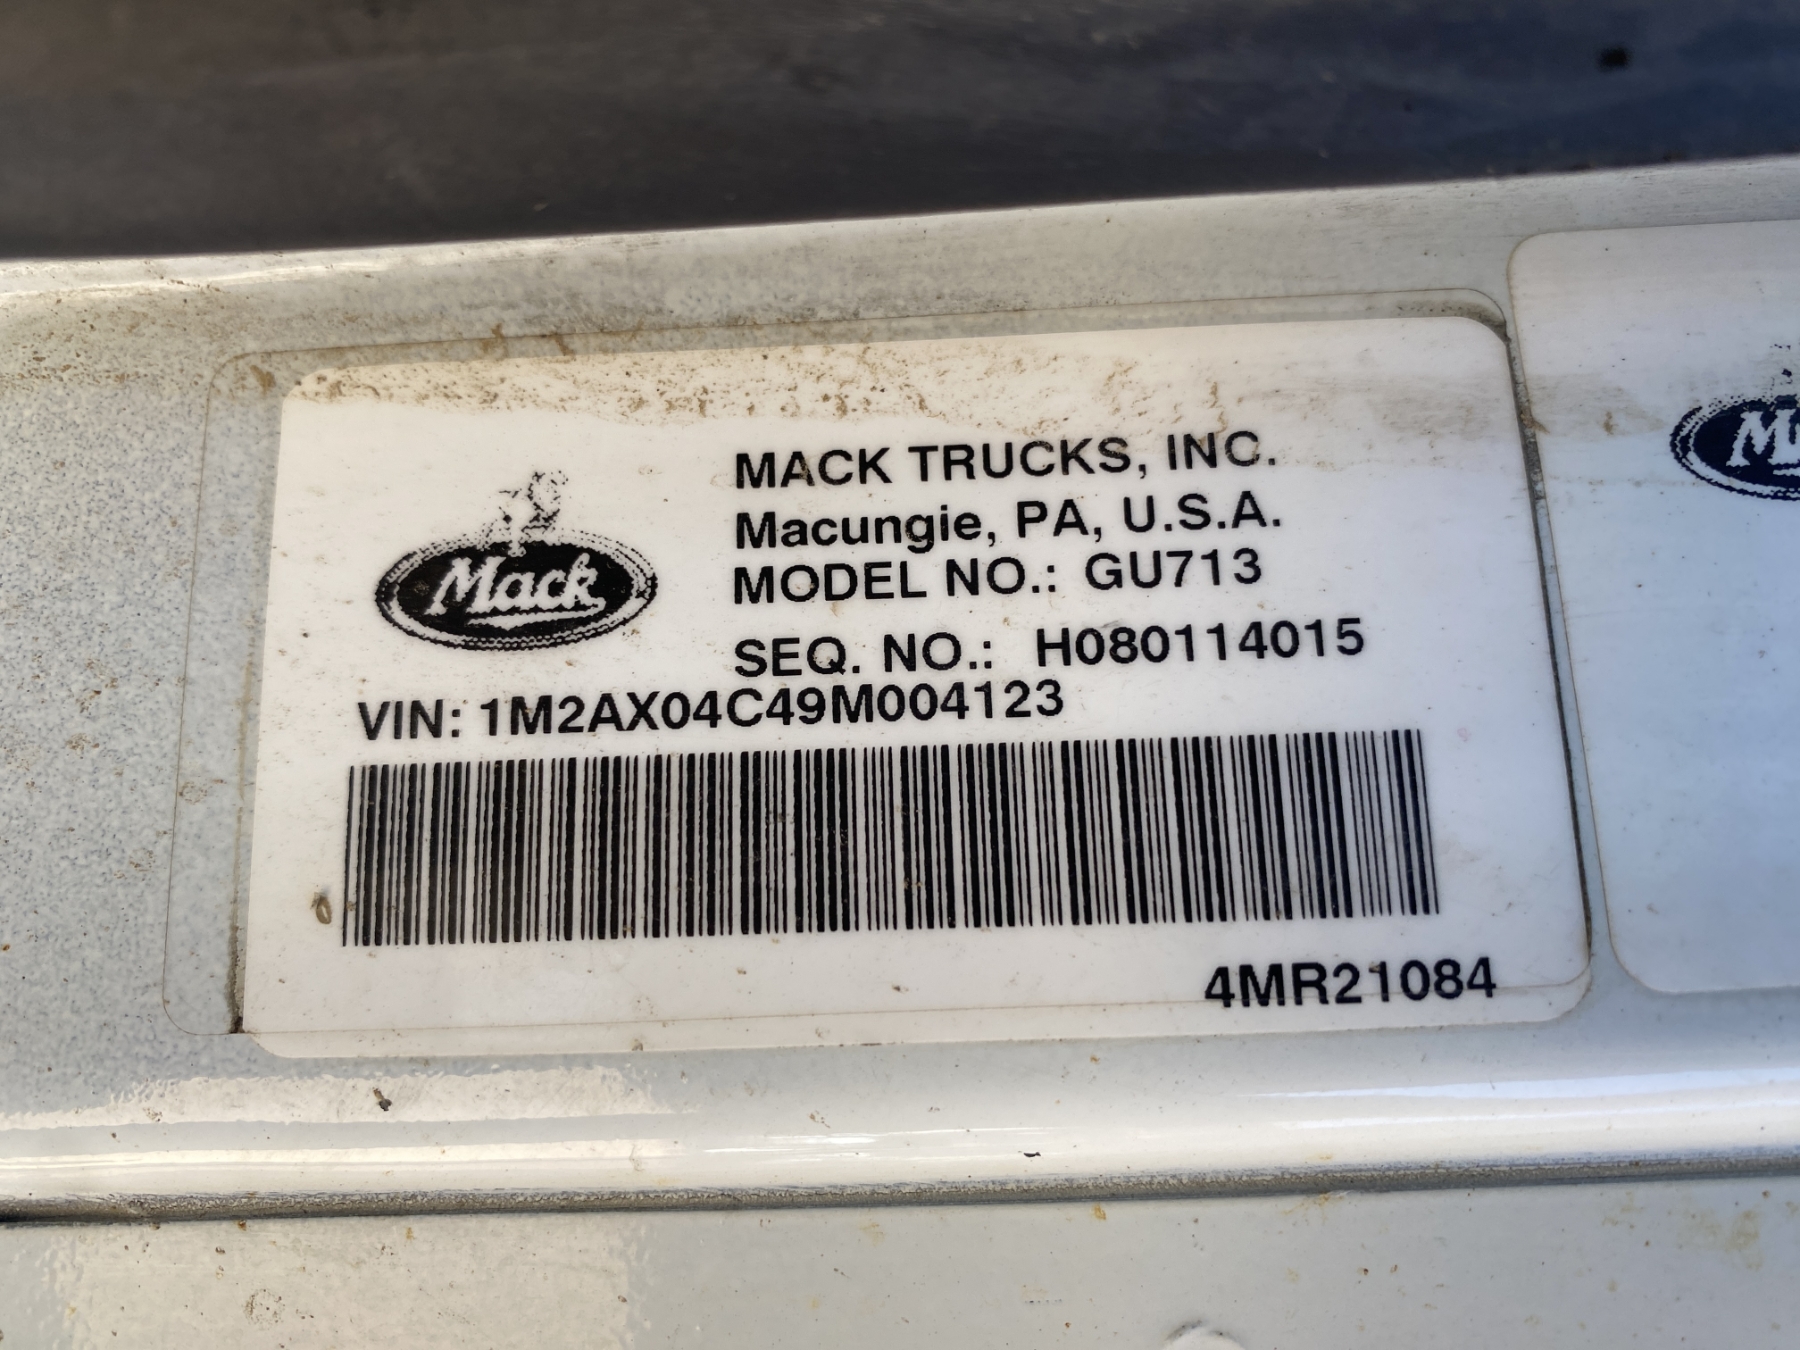 MACK TRUCKS, INC.
Macungie, PA, U.S.A.
MODEL NO.: GU713
SEQ. NO.: H080114015
Mack
VIN: 1M2AX04C49M004123
4MR21084